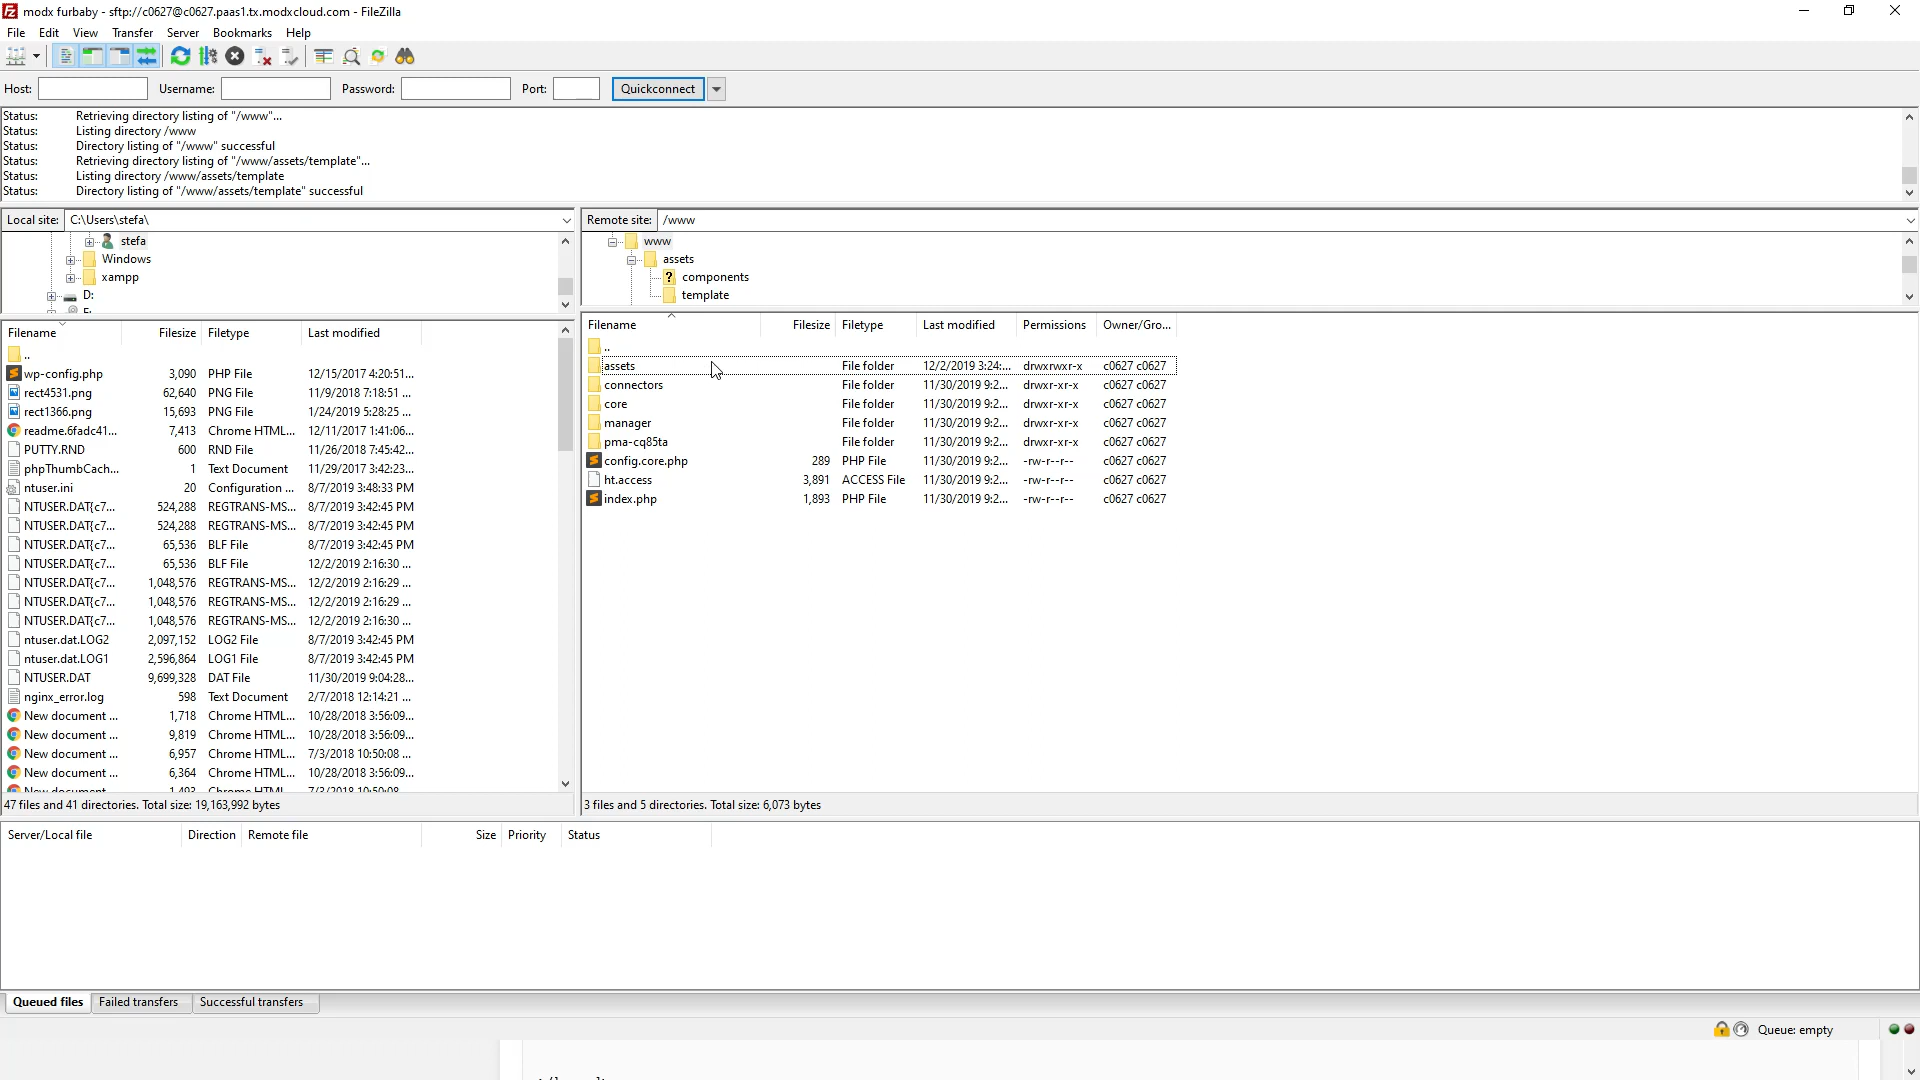 modx furbaby - sftp://c0627@c0627.paas1.tx.modxcloud.com - FileZilla
File Edit View Transfer Server Bookmarks Help
Host: Username: Password: Port: Quickconnect
Status: Retrieving directory listing of "/www"...
Status: Listing directory /www
Status: Directory listing of "/www" successful
Status: Retrieving directory listing of "/www/assets/template"...
Status: Listing directory /www/assets/template
Status: Directory listing of "/www/assets/template" successful
Local site: C:\Users\stefa\
stefa
Windows
xampp
D:
Filename Filesize Filetype Last modified
..
wp-config.php 3,090 PHP File 12/15/2017 4:20:51...
rect4531.png 62,640 PNG File 11/9/2018 7:18:51 ...
rect1366.png 15,693 PNG File 1/24/2019 5:28:25 ...
readme.6fadc41... 7,413 Chrome HTML... 12/11/2017 1:41:06...
PUTTY.RND 600 RND File 11/26/2018 7:45:42...
phpThumbCach... 1 Text Document 11/29/2017 3:42:23...
ntuser.ini 20 Configuration ... 8/7/2019 3:48:33 PM
NTUSER.DAT{c7... 524,288 REGTRANS-MS... 8/7/2019 3:42:45 PM
NTUSER.DAT{c7... 524,288 REGTRANS-MS... 8/7/2019 3:42:45 PM
NTUSER.DAT{c7... 65,536 BLF File 8/7/2019 3:42:45 PM
NTUSER.DAT{c7... 65,536 BLF File 12/2/2019 2:16:30 ...
NTUSER.DAT{c7... 1,048,576 REGTRANS-MS... 12/2/2019 2:16:29 ...
NTUSER.DAT{c7... 1,048,576 REGTRANS-MS... 12/2/2019 2:16:29 ...
NTUSER.DAT{c7... 1,048,576 REGTRANS-MS... 12/2/2019 2:16:30 ...
ntuser.dat.LOG2 2,097,152 LOG2 File 8/7/2019 3:42:45 PM
ntuser.dat.LOG1 2,596,864 LOG1 File 8/7/2019 3:42:45 PM
NTUSER.DAT 9,699,328 DAT File 11/30/2019 9:04:28...
nginx_error.log 598 Text Document 2/7/2018 12:14:21 ...
New document ... 1,718 Chrome HTML... 10/28/2018 3:56:09...
New document ... 9,819 Chrome HTML... 10/28/2018 3:56:09...
New document ... 6,957 Chrome HTML... 7/3/2018 10:50:08 ...
New document ... 6,364 Chrome HTML... 10/28/2018 3:56:09...
47 files and 41 directories. Total size: 19,163,992 bytes
Remote site: /www
www
assets
? components
template
Filename Filesize Filetype Last modified Permissions Owner/Gro...
..
assets File folder 12/2/2019 3:24:... drwxrwxr-x c0627 c0627
connectors File folder 11/30/2019 9:2... drwxr-xr-x c0627 c0627
core File folder 11/30/2019 9:2... drwxr-xr-x c0627 c0627
manager File folder 11/30/2019 9:2... drwxr-xr-x c0627 c0627
pma-cq85ta File folder 11/30/2019 9:2... drwxr-xr-x c0627 c0627
config.core.php 289 PHP File 11/30/2019 9:2... -rw-r--r-- c0627 c0627
ht.access 3,891 ACCESS File 11/30/2019 9:2... -rw-r--r-- c0627 c0627
index.php 1,893 PHP File 11/30/2019 9:2... -rw-r--r-- c0627 c0627
3 files and 5 directories. Total size: 6,073 bytes
Server/Local file Direction Remote file Size Priority Status
Queued files Failed transfers Successful transfers
Queue: empty